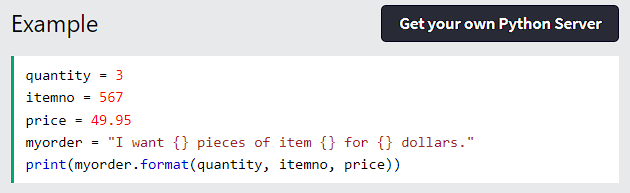 Example
Get your own Python Server
quantity = 3
itemno = 567
price = 49.95
myorder = "I want {} pieces of item {} for {} dollars."
print(myorder.format(quantity, itemno, price))